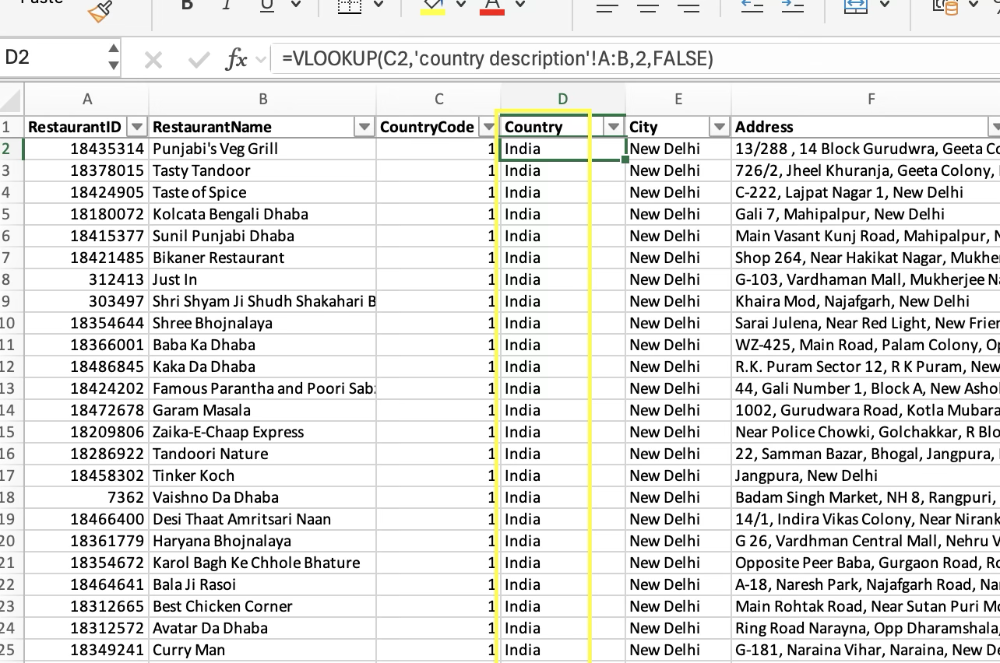 Paste B I U A
D2 fx =VLOOKUP(C2,'country description'!A:B,2,FALSE)
A B C D E F
1 RestaurantID RestaurantName CountryCode Country City Address
2 18435314 Punjabi's Veg Grill 1 India New Delhi 13/288 , 14 Block Gurudwra, Geeta Co
3 18378015 Tasty Tandoor 1 India New Delhi 726/2, Jheel Khuranja, Geeta Colony,
4 18424905 Taste of Spice 1 India New Delhi C-222, Lajpat Nagar 1, New Delhi
5 18180072 Kolcata Bengali Dhaba 1 India New Delhi Gali 7, Mahipalpur, New Delhi
6 18415377 Sunil Punjabi Dhaba 1 India New Delhi Main Vasant Kunj Road, Mahipalpur, N
7 18421485 Bikaner Restaurant 1 India New Delhi Shop 264, Near Hakikat Nagar, Mukhe
8 312413 Just In 1 India New Delhi G-103, Vardhaman Mall, Mukherjee Na
9 303497 Shri Shyam Ji Shudh Shakahari B 1 India New Delhi Khaira Mod, Najafgarh, New Delhi
10 18354644 Shree Bhojnalaya 1 India New Delhi Sarai Julena, Near Red Light, New Frien
11 18366001 Baba Ka Dhaba 1 India New Delhi WZ-425, Main Road, Palam Colony, Op
12 18486845 Kaka Da Dhaba 1 India New Delhi R.K. Puram Sector 12, R K Puram, New
13 18424202 Famous Parantha and Poori Sab 1 India New Delhi 44, Gali Number 1, Block A, New Asho
14 18472678 Garam Masala 1 India New Delhi 1002, Gurudwara Road, Kotla Mubara
15 18209806 Zaika-E-Chaap Express 1 India New Delhi Near Police Chowki, Golchakkar, R Blo
16 18286922 Tandoori Nature 1 India New Delhi 22, Samman Bazar, Bhogal, Jangpura,
17 18458302 Tinker Koch 1 India New Delhi Jangpura, New Delhi
18 7362 Vaishno Da Dhaba 1 India New Delhi Badam Singh Market, NH 8, Rangpuri,
19 18466400 Desi Thaat Amritsari Naan 1 India New Delhi 14/1, Indira Vikas Colony, Near Nirank
20 18361779 Haryana Bhojnalaya 1 India New Delhi G 26, Vardhman Central Mall, Nehru V
21 18354672 Karol Bagh Ke Chhole Bhature 1 India New Delhi Opposite Peer Baba, Gurgaon Road, Ro
22 18464641 Bala Ji Rasoi 1 India New Delhi A-18, Naresh Park, Najafgarh Road, Na
23 18312665 Best Chicken Corner 1 India New Delhi Main Rohtak Road, Near Sutan Puri Mo
24 18312572 Avatar Da Dhaba 1 India New Delhi Ring Road Narayna, Opp Dharamshala,
25 18349241 Curry Man 1 India New Delhi G-181, Naraina Vihar, Naraina, New De